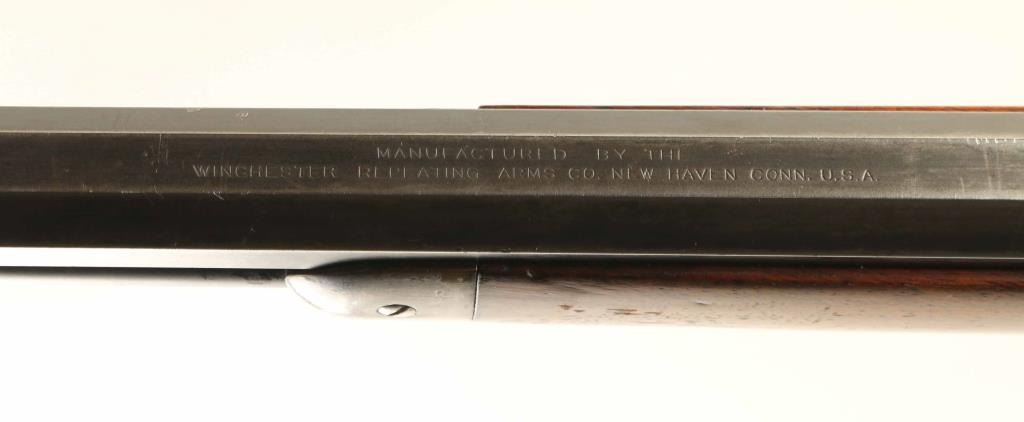 MANUFACTURED BY THE
WINCHESTER REPEATING ARMS CO. NEW HAVEN CONN. U.S.A.